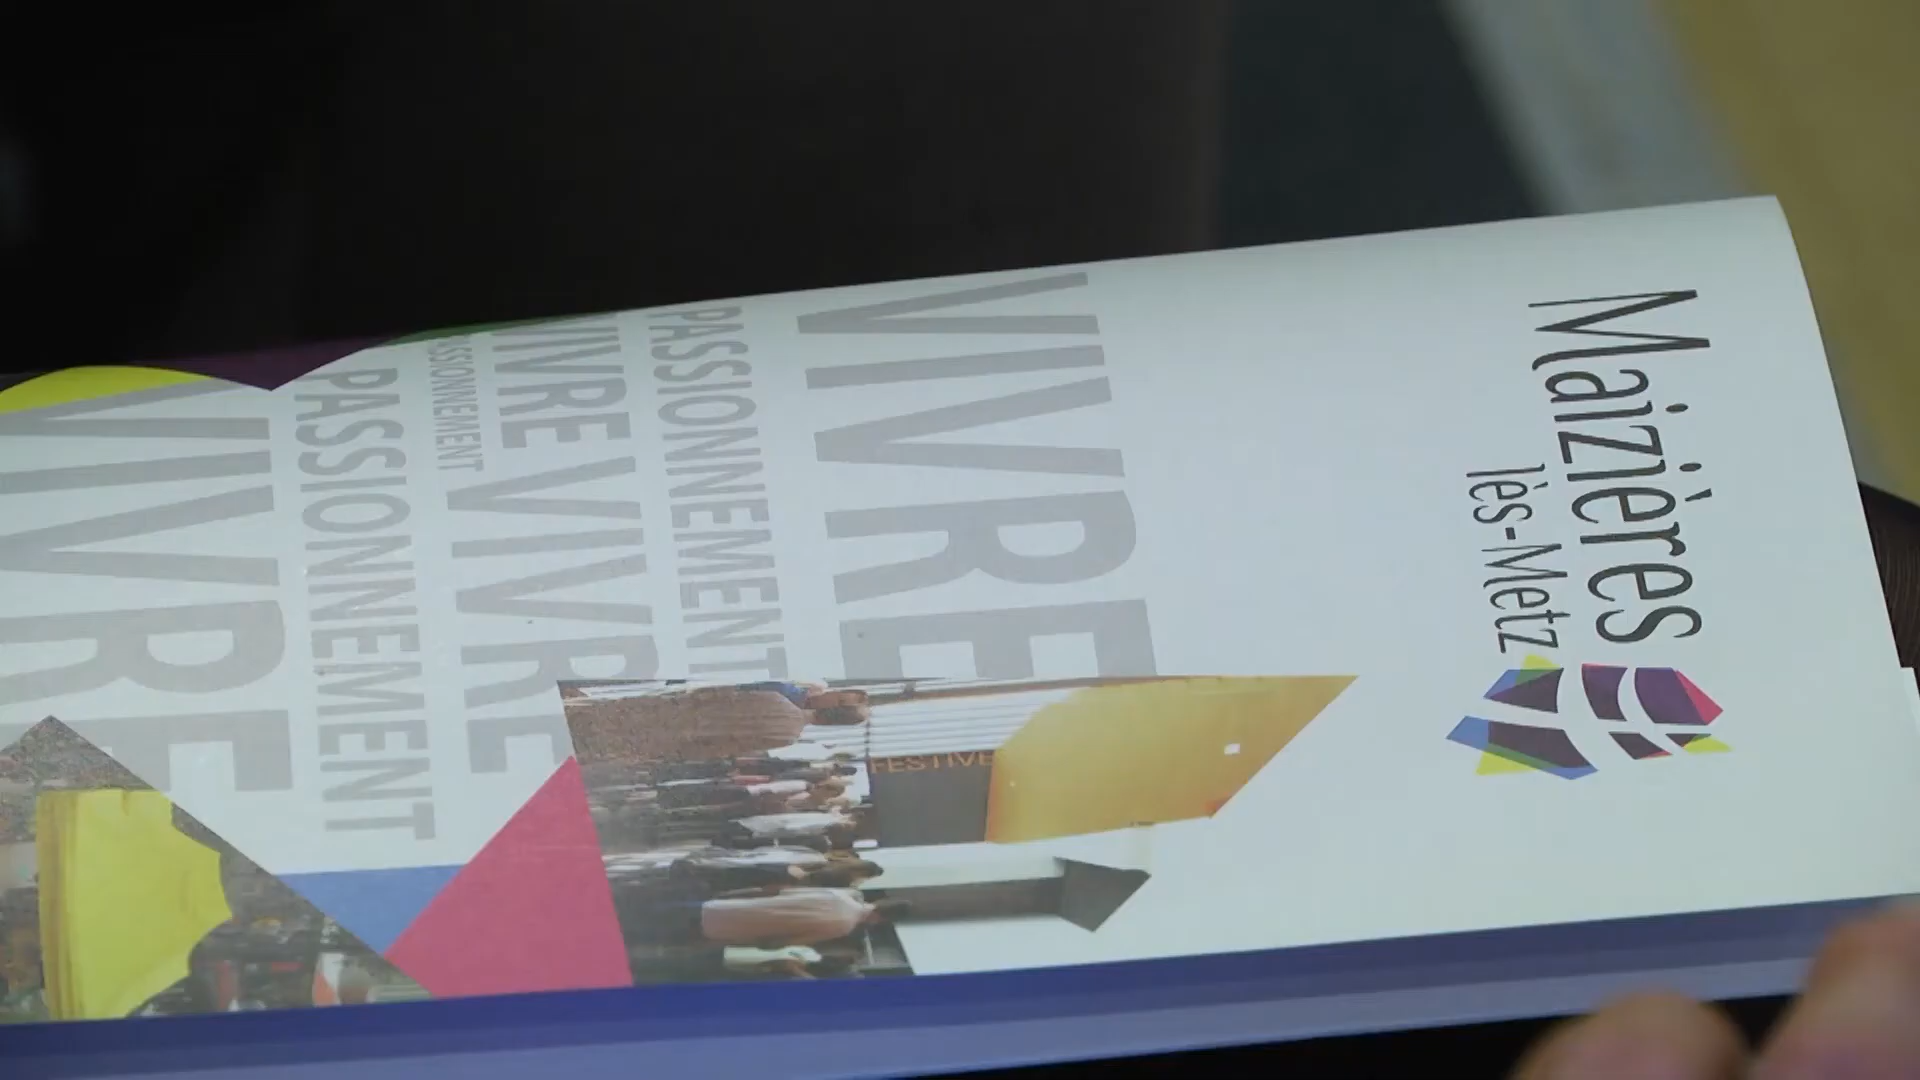 Maizières
lès-Metz
VIVRE
PASSIONNEMENT
VIVRE VIVRE
PASSIONNEMENT
PASSIONNEMENT
VIVRE
FESTIVE